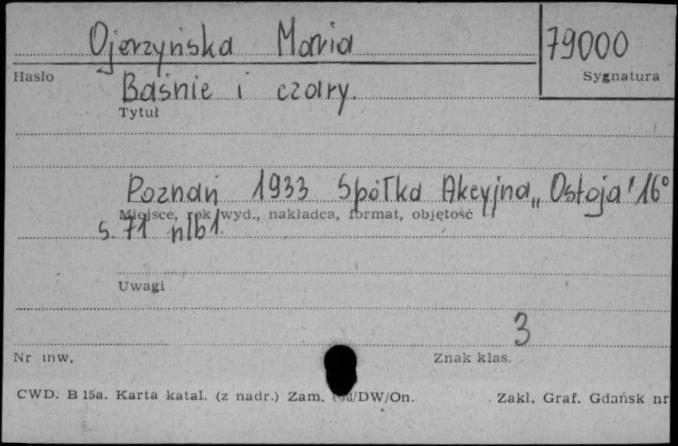 Ojerzyńska Maria 79000
Hasło Sygnatura
Baśnie i czary.
Tytuł
Poznań 1933 Spółka Akcyjna „Ostoja" 16°
Miejsce, rok wyd., nakładca, format, objętość
s. 71 nlb1.
Uwagi
3
Nr inw. Znak klas.
CWD. B 15a. Karta katal. (z nadr.) Zam. /DW/On. Zakł. Graf. Gdańsk nr